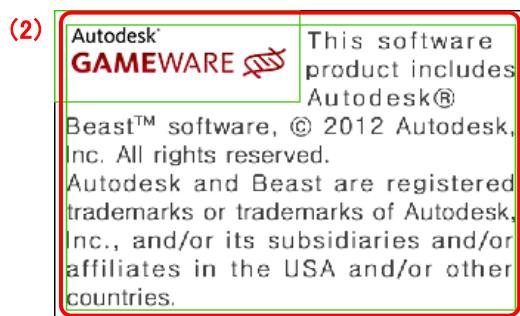 (2)
Autodesk®
GAMEWARE
This software
product includes
Autodesk®
Beast™ software, © 2012 Autodesk,
Inc. All rights reserved.
Autodesk and Beast are registered
trademarks or trademarks of Autodesk,
Inc., and/or its subsidiaries and/or
affiliates in the USA and/or other
countries.